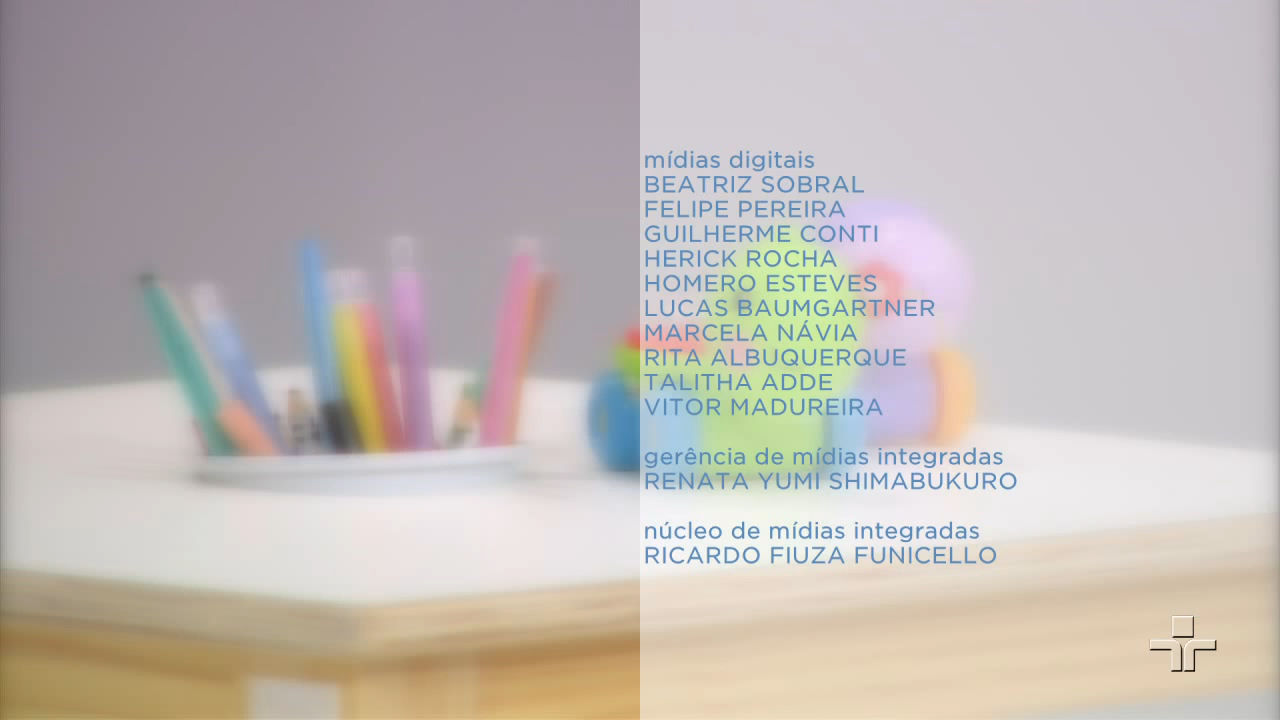 mídias digitais
BEATRIZ SOBRAL
FELIPE PEREIRA
GUILHERME CONTI
HERICK ROCHA
HOMERO ESTEVES
LUCAS BAUMGARTNER
MARCELA NÁVIA
RITA ALBUQUERQUE
TALITHA ADDE
VITOR MADUREIRA
gerência de mídias integradas
RENATA YUMI SHIMABUKURO
núcleo de mídias integradas
RICARDO FIUZA FUNICELLO